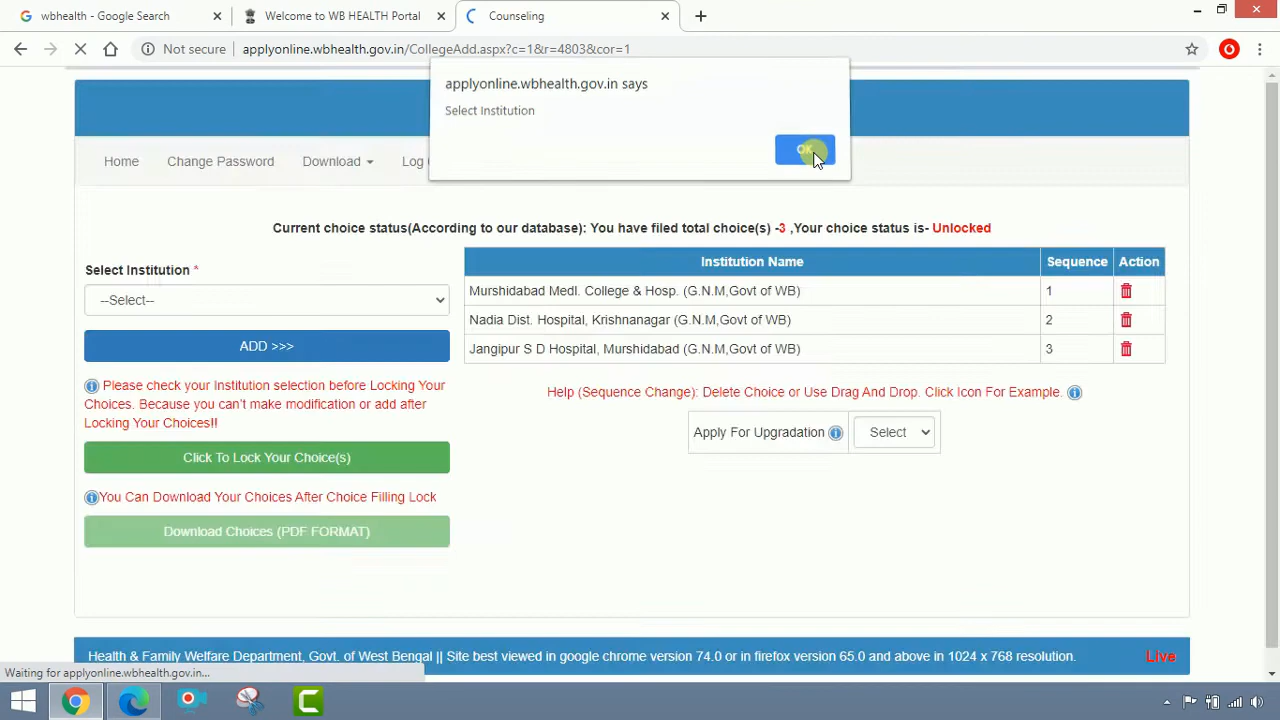 wbhealth - Google Search
Welcome to WB HEALTH Portal
Counseling
Not secure
applyonline.wbhealth.gov.in/CollegeAdd.aspx?c=1&r=4803&cor=1
applyonline.wbhealth.gov.in says
Select Institution
OK
Home
Change Password
Download
Log
Current choice status(According to our database): You have filed total choice(s) -3 ,Your choice status is- Unlocked
Select Institution *
--Select--
ADD >>>
Please check your Institution selection before Locking Your
Choices. Because you can't make modification or add after
Locking Your Choices!!
Click To Lock Your Choice(s)
You Can Download Your Choices After Choice Filling Lock
Download Choices (PDF FORMAT)
Institution Name Sequence Action
Murshidabad Medl. College & Hosp. (G.N.M,Govt of WB) 1
Nadia Dist. Hospital, Krishnanagar (G.N.M,Govt of WB) 2
Jangipur S D Hospital, Murshidabad (G.N.M,Govt of WB) 3
Help (Sequence Change): Delete Choice or Use Drag And Drop. Click Icon For Example.
Apply For Upgradation
Select
Health & Family Welfare Department, Govt. of West Bengal || Site best viewed in google chrome version 74.0 or in firefox version 65.0 and above in 1024 x 768 resolution.
Live
Waiting for applyonline.wbhealth.gov.in...